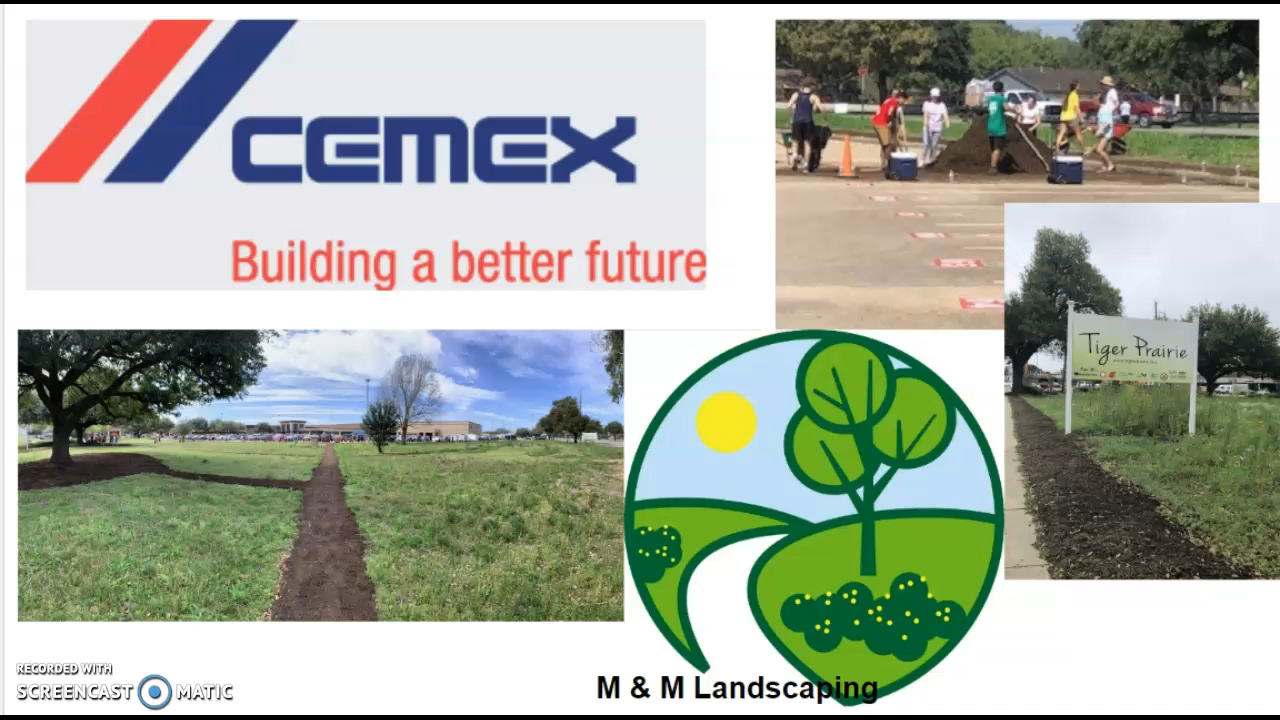 CEMEX
Building a better future
Tiger Prairie
M & M Landscaping
RECORDED WITH
SCREENCAST MATIC